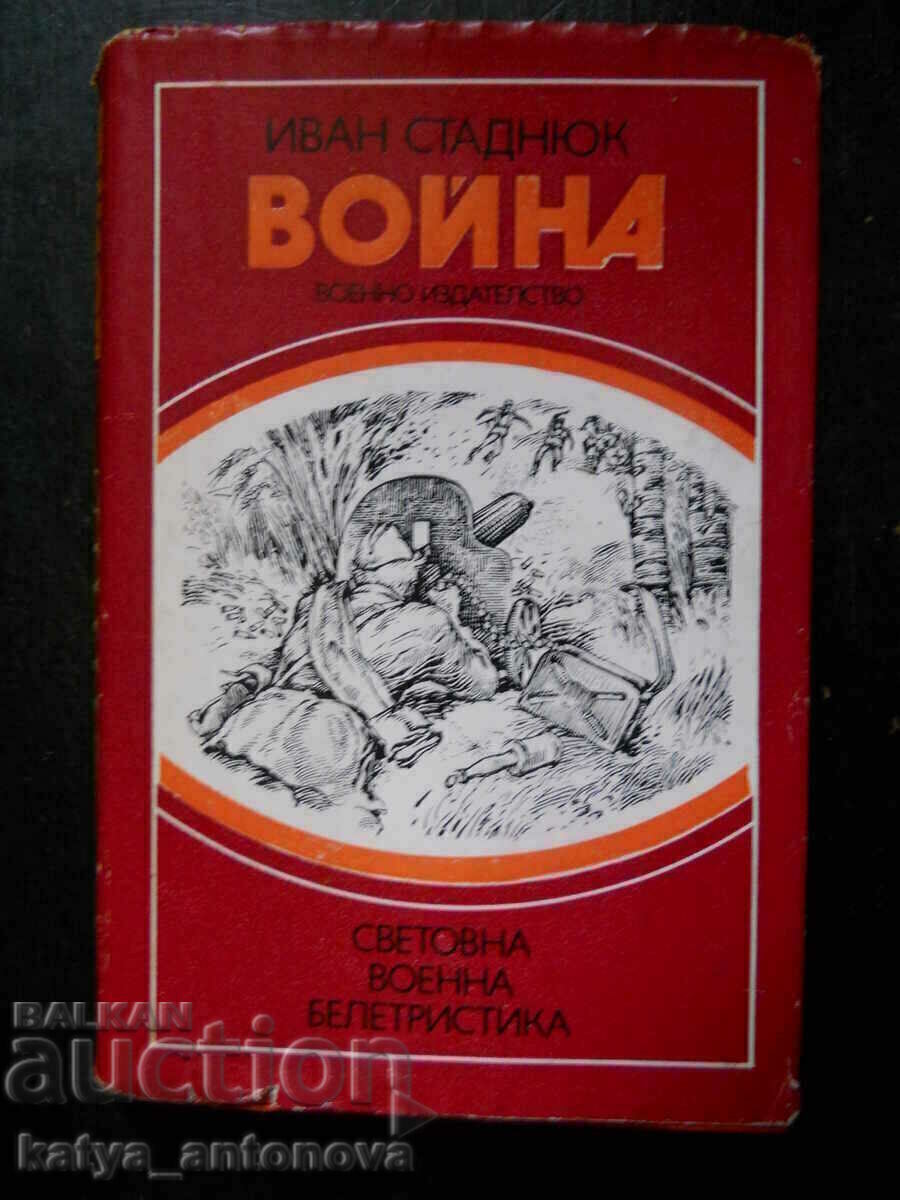 ИВАН СТАДНЮК
ВОЙНА
ВОЕННО ИЗДАТЕЛСТВО
СВЕТОВНА
ВОЕННА
БЕЛЕТРИСТИКА
BALKAN
auction
katya_antonova